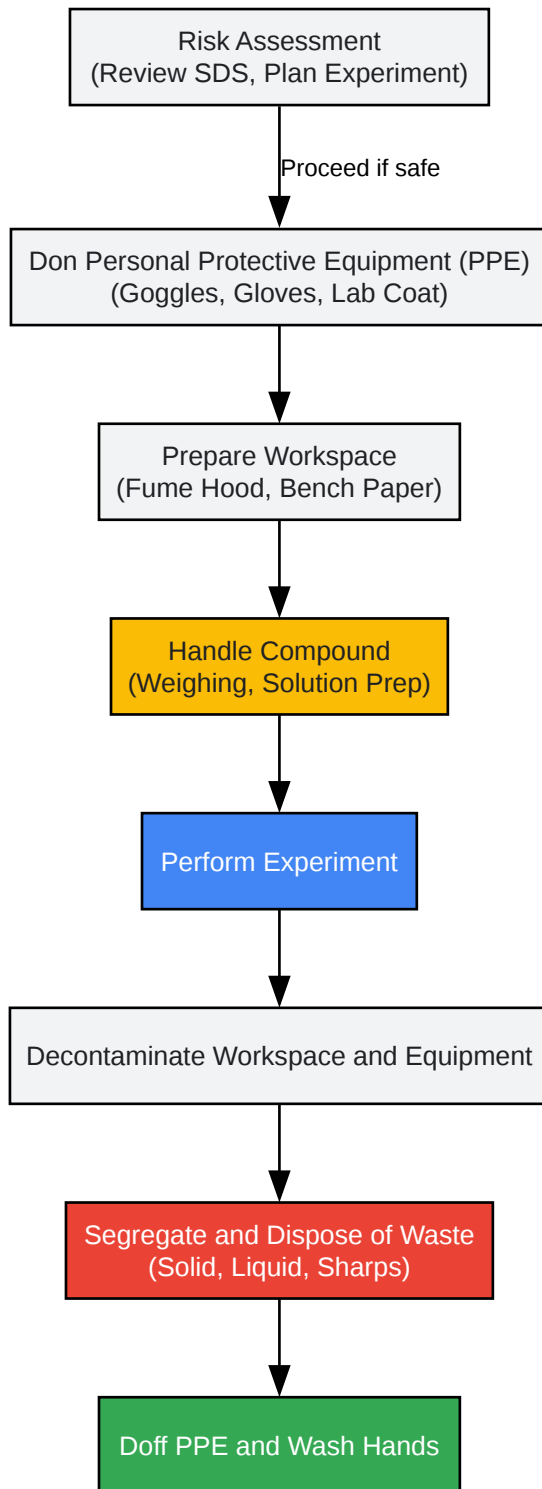 Risk Assessment
(Review SDS, Plan Experiment)
Proceed if safe
Don Personal Protective Equipment (PPE)
(Goggles, Gloves, Lab Coat)
Prepare Workspace
(Fume Hood, Bench Paper)
Handle Compound
(Weighing, Solution Prep)
Perform Experiment
Decontaminate Workspace and Equipment
Segregate and Dispose of Waste
(Solid, Liquid, Sharps)
Doff PPE and Wash Hands